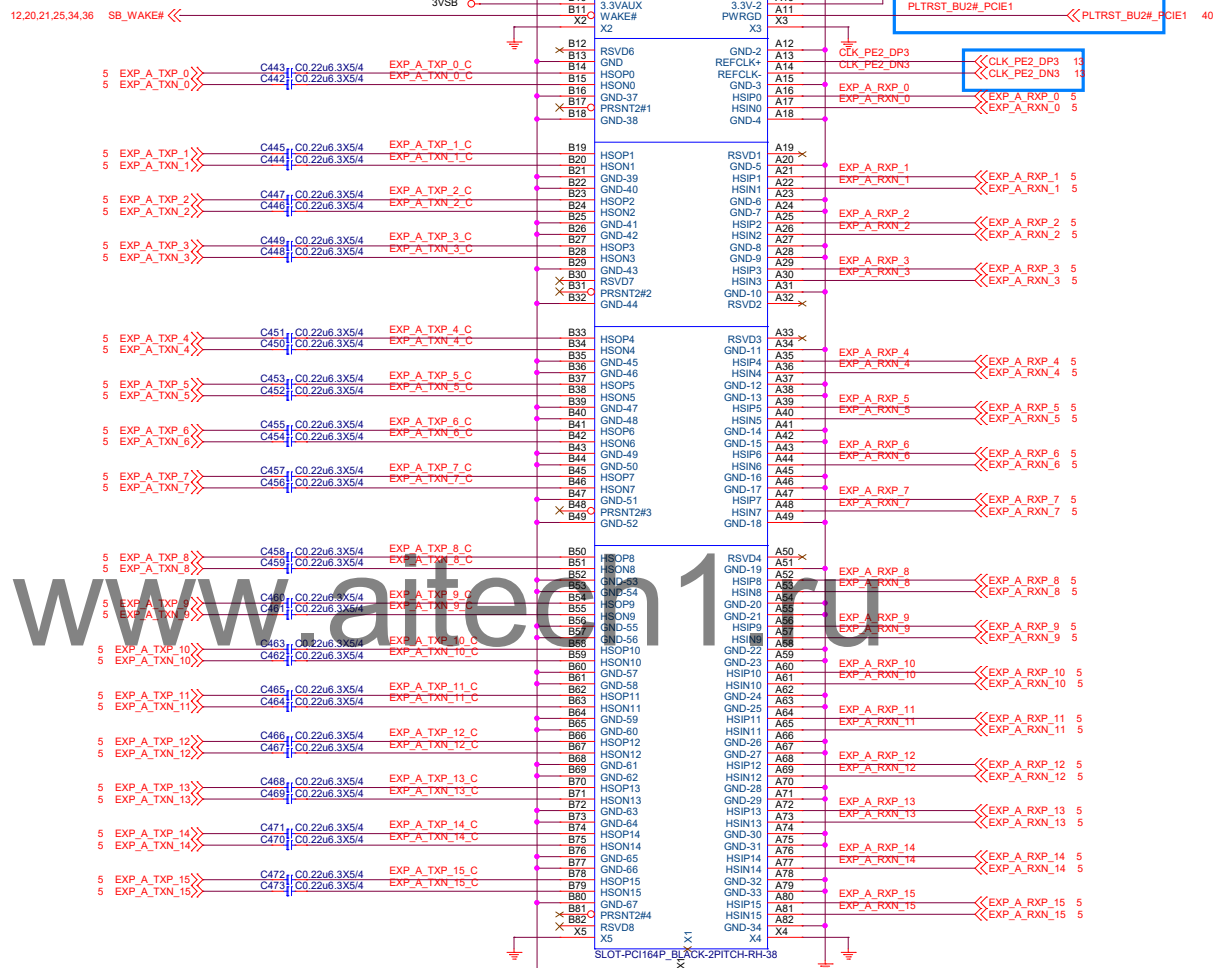 3VSB
3.3VAUX 3.3V-2
12,20,21,25,34,36 SB_WAKE# B11 WAKE# PWRGD A11 PLTRST_BU2#_PCIE1 PLTRST_BU2#_PCIE1 40
X2 X2 X3 X3
B12 RSVD6 GND-2 A12
B13 GND REFCLK+ A13 CLK_PE2_DP3 CLK_PE2_DP3 13
5 EXP_A_TXP_0 C443 C0.22u6.3X5/4 EXP_A_TXP_0_C B14 HSOP0 REFCLK- A14 CLK_PE2_DN3 CLK_PE2_DN3 13
5 EXP_A_TXN_0 C442 C0.22u6.3X5/4 EXP_A_TXN_0_C B15 HSON0 GND-3 A15
B16 GND-37 HSIP0 A16 EXP_A_RXP_0 EXP_A_RXP_0 5
B17 PRSNT2#1 HSIN0 A17 EXP_A_RXN_0 EXP_A_RXN_0 5
B18 GND-38 GND-4 A18
5 EXP_A_TXP_1 C445 C0.22u6.3X5/4 EXP_A_TXP_1_C B19 HSOP1 RSVD1 A19
5 EXP_A_TXN_1 C444 C0.22u6.3X5/4 EXP_A_TXN_1_C B20 HSON1 GND-5 A20
B21 GND-39 HSIP1 A21 EXP_A_RXP_1 EXP_A_RXP_1 5
B22 GND-40 HSIN1 A22 EXP_A_RXN_1 EXP_A_RXN_1 5
5 EXP_A_TXP_2 C447 C0.22u6.3X5/4 EXP_A_TXP_2_C B23 HSOP2 GND-6 A23
5 EXP_A_TXN_2 C446 C0.22u6.3X5/4 EXP_A_TXN_2_C B24 HSON2 GND-7 A24
B25 GND-41 HSIP2 A25 EXP_A_RXP_2 EXP_A_RXP_2 5
B26 GND-42 HSIN2 A26 EXP_A_RXN_2 EXP_A_RXN_2 5
5 EXP_A_TXP_3 C449 C0.22u6.3X5/4 EXP_A_TXP_3_C B27 HSOP3 GND-8 A27
5 EXP_A_TXN_3 C448 C0.22u6.3X5/4 EXP_A_TXN_3_C B28 HSON3 GND-9 A28
B29 GND-43 HSIP3 A29 EXP_A_RXP_3 EXP_A_RXP_3 5
B30 RSVD7 HSIN3 A30 EXP_A_RXN_3 EXP_A_RXN_3 5
B31 PRSNT2#2 GND-10 A31
B32 GND-44 RSVD2 A32
5 EXP_A_TXP_4 C451 C0.22u6.3X5/4 EXP_A_TXP_4_C B33 HSOP4 RSVD3 A33
5 EXP_A_TXN_4 C450 C0.22u6.3X5/4 EXP_A_TXN_4_C B34 HSON4 GND-11 A34
B35 GND-45 HSIP4 A35 EXP_A_RXP_4 EXP_A_RXP_4 5
B36 GND-46 HSIN4 A36 EXP_A_RXN_4 EXP_A_RXN_4 5
5 EXP_A_TXP_5 C453 C0.22u6.3X5/4 EXP_A_TXP_5_C B37 HSOP5 GND-12 A37
5 EXP_A_TXN_5 C452 C0.22u6.3X5/4 EXP_A_TXN_5_C B38 HSON5 GND-13 A38
B39 GND-47 HSIP5 A39 EXP_A_RXP_5 EXP_A_RXP_5 5
B40 GND-48 HSIN5 A40 EXP_A_RXN_5 EXP_A_RXN_5 5
5 EXP_A_TXP_6 C455 C0.22u6.3X5/4 EXP_A_TXP_6_C B41 HSOP6 GND-14 A41
5 EXP_A_TXN_6 C454 C0.22u6.3X5/4 EXP_A_TXN_6_C B42 HSON6 GND-15 A42
B43 GND-49 HSIP6 A43 EXP_A_RXP_6 EXP_A_RXP_6 5
B44 GND-50 HSIN6 A44 EXP_A_RXN_6 EXP_A_RXN_6 5
5 EXP_A_TXP_7 C457 C0.22u6.3X5/4 EXP_A_TXP_7_C B45 HSOP7 GND-16 A45
5 EXP_A_TXN_7 C456 C0.22u6.3X5/4 EXP_A_TXN_7_C B46 HSON7 GND-17 A46
B47 GND-51 HSIP7 A47 EXP_A_RXP_7 EXP_A_RXP_7 5
B48 PRSNT2#3 HSIN7 A48 EXP_A_RXN_7 EXP_A_RXN_7 5
B49 GND-52 GND-18 A49
5 EXP_A_TXP_8 C458 C0.22u6.3X5/4 EXP_A_TXP_8_C B50 HSOP8 RSVD4 A50
5 EXP_A_TXN_8 C459 C0.22u6.3X5/4 EXP_A_TXN_8_C B51 HSON8 GND-19 A51
B52 GND-53 HSIP8 A52 EXP_A_RXP_8 EXP_A_RXP_8 5
B53 GND-54 HSIN8 A53 EXP_A_RXN_8 EXP_A_RXN_8 5
5 EXP_A_TXP_9 C460 C0.22u6.3X5/4 EXP_A_TXP_9_C B54 HSOP9 GND-20 A54
5 EXP_A_TXN_9 C461 C0.22u6.3X5/4 EXP_A_TXN_9_C B55 HSON9 GND-21 A55
www.aitech1.ru
B56 GND-55 HSIP9 A56 EXP_A_RXP_9 EXP_A_RXP_9 5
B57 GND-56 HSIN9 A57 EXP_A_RXN_9 EXP_A_RXN_9 5
5 EXP_A_TXP_10 C463 C0.22u6.3X5/4 EXP_A_TXP_10_C B58 HSOP10 GND-22 A58
5 EXP_A_TXN_10 C462 C0.22u6.3X5/4 EXP_A_TXN_10_C B59 HSON10 GND-23 A59
B60 GND-57 HSIP10 A60 EXP_A_RXP_10 EXP_A_RXP_10 5
B61 GND-58 HSIN10 A61 EXP_A_RXN_10 EXP_A_RXN_10 5
5 EXP_A_TXP_11 C465 C0.22u6.3X5/4 EXP_A_TXP_11_C B62 HSOP11 GND-24 A62
5 EXP_A_TXN_11 C464 C0.22u6.3X5/4 EXP_A_TXN_11_C B63 HSON11 GND-25 A63
B64 GND-59 HSIP11 A64 EXP_A_RXP_11 EXP_A_RXP_11 5
B65 GND-60 HSIN11 A65 EXP_A_RXN_11 EXP_A_RXN_11 5
5 EXP_A_TXP_12 C466 C0.22u6.3X5/4 EXP_A_TXP_12_C B66 HSOP12 GND-26 A66
5 EXP_A_TXN_12 C467 C0.22u6.3X5/4 EXP_A_TXN_12_C B67 HSON12 GND-27 A67
B68 GND-61 HSIP12 A68 EXP_A_RXP_12 EXP_A_RXP_12 5
B69 GND-62 HSIN12 A69 EXP_A_RXN_12 EXP_A_RXN_12 5
5 EXP_A_TXP_13 C468 C0.22u6.3X5/4 EXP_A_TXP_13_C B70 HSOP13 GND-28 A70
5 EXP_A_TXN_13 C469 C0.22u6.3X5/4 EXP_A_TXN_13_C B71 HSON13 GND-29 A71
B72 GND-63 HSIP13 A72 EXP_A_RXP_13 EXP_A_RXP_13 5
B73 GND-64 HSIN13 A73 EXP_A_RXN_13 EXP_A_RXN_13 5
5 EXP_A_TXP_14 C471 C0.22u6.3X5/4 EXP_A_TXP_14_C B74 HSOP14 GND-30 A74
5 EXP_A_TXN_14 C470 C0.22u6.3X5/4 EXP_A_TXN_14_C B75 HSON14 GND-31 A75
B76 GND-65 HSIP14 A76 EXP_A_RXP_14 EXP_A_RXP_14 5
B77 GND-66 HSIN14 A77 EXP_A_RXN_14 EXP_A_RXN_14 5
5 EXP_A_TXP_15 C472 C0.22u6.3X5/4 EXP_A_TXP_15_C B78 HSOP15 GND-32 A78
5 EXP_A_TXN_15 C473 C0.22u6.3X5/4 EXP_A_TXN_15_C B79 HSON15 GND-33 A79
B80 GND-67 HSIP15 A80 EXP_A_RXP_15 EXP_A_RXP_15 5
B81 PRSNT2#4 HSIN15 A81 EXP_A_RXN_15 EXP_A_RXN_15 5
B82 RSVD8 GND-34 A82
X5 X5 X1 X4 X4
SLOT-PCI164P_BLACK-2PITCH-RH-38
X1